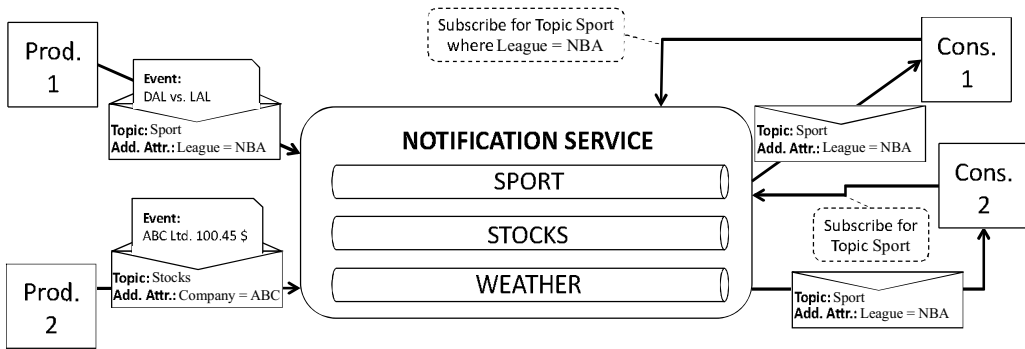 Subscribe for Topic Sport
where League = NBA
Prod.
1
Event:
DAL vs. LAL
Topic: Sport
Add. Attr.: League = NBA
Cons.
1
Topic: Sport
Add. Attr.: League = NBA
NOTIFICATION SERVICE
SPORT
STOCKS
WEATHER
Cons.
2
Subscribe for
Topic Sport
Event:
ABC Ltd. 100.45 $
Topic: Stocks
Add. Attr.: Company = ABC
Prod.
2
Topic: Sport
Add. Attr.: League = NBA